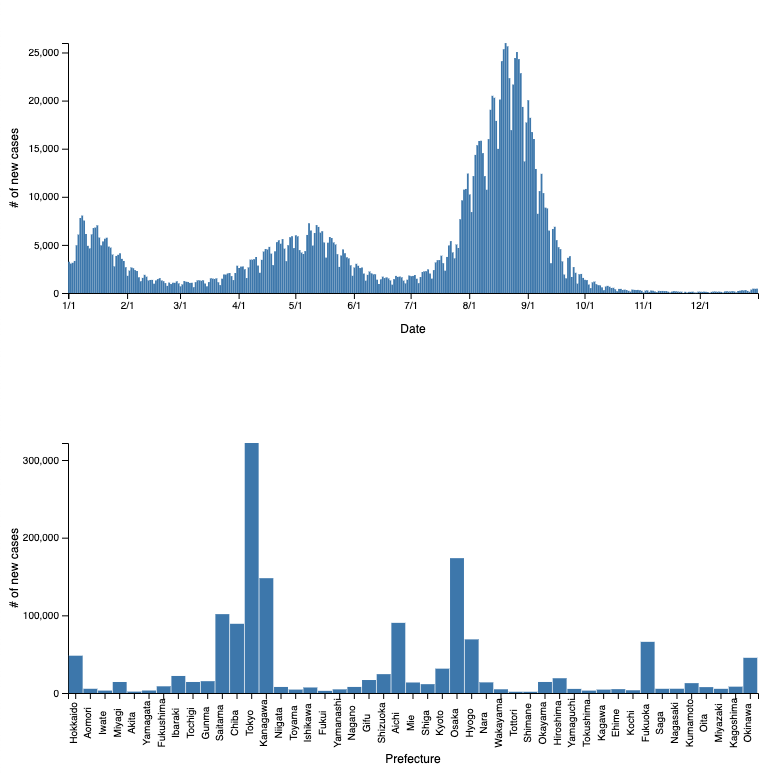 25,000
20,000
15,000
10,000
5,000
0
# of new cases
1/1 2/1 3/1 4/1 5/1 6/1 7/1 8/1 9/1 10/1 11/1 12/1
Date
300,000
200,000
100,000
0
# of new cases
Hokkaido
Aomori
Iwate
Miyagi
Akita
Yamagata
Fukushima
Ibaraki
Tochigi
Gunma
Saitama
Chiba
Tokyo
Kanagawa
Niigata
Toyama
Ishikawa
Fukui
Yamanashi
Nagano
Gifu
Shizuoka
Aichi
Mie
Shiga
Kyoto
Osaka
Hyogo
Nara
Wakayama
Tottori
Shimane
Okayama
Hiroshima
Yamaguchi
Tokushima
Kagawa
Ehime
Kochi
Fukuoka
Saga
Nagasaki
Kumamoto
Oita
Miyazaki
Kagoshima
Okinawa
Prefecture